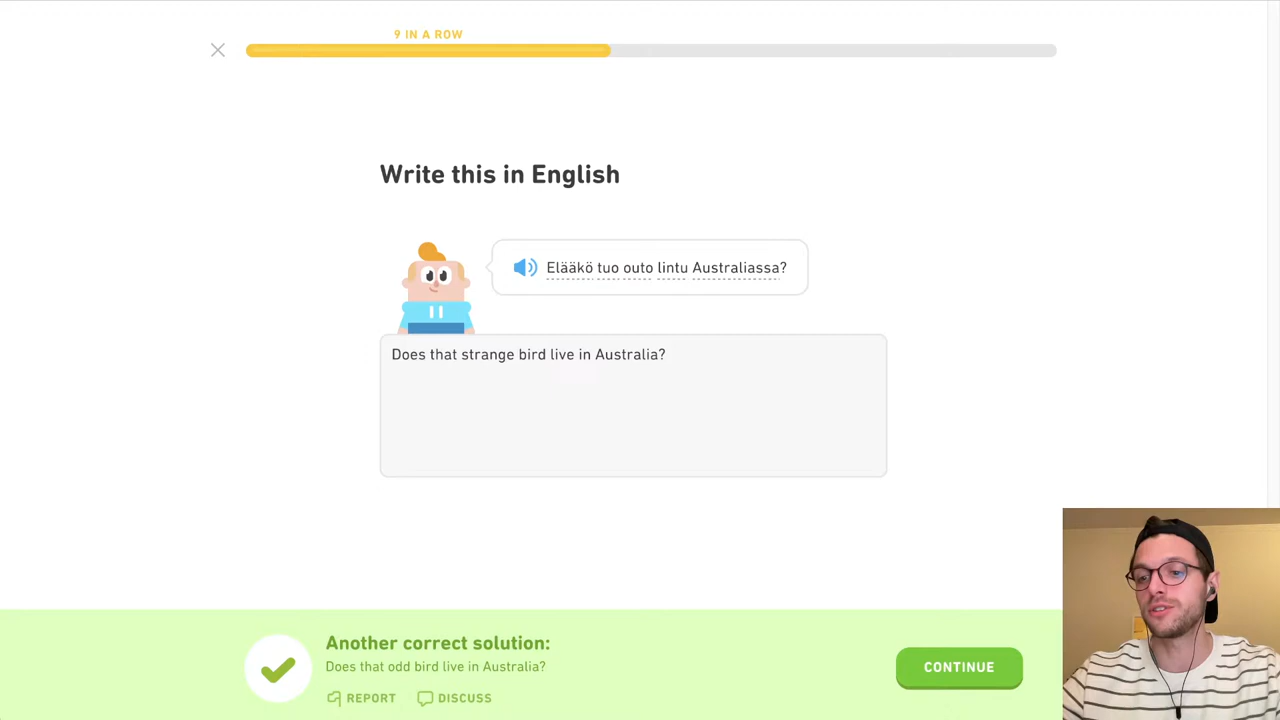 9 IN A ROW
Write this in English
Elääkö tuo outo lintu Australiassa?
Does that strange bird live in Australia?
Another correct solution:
Does that odd bird live in Australia?
REPORT
DISCUSS
CONTINUE